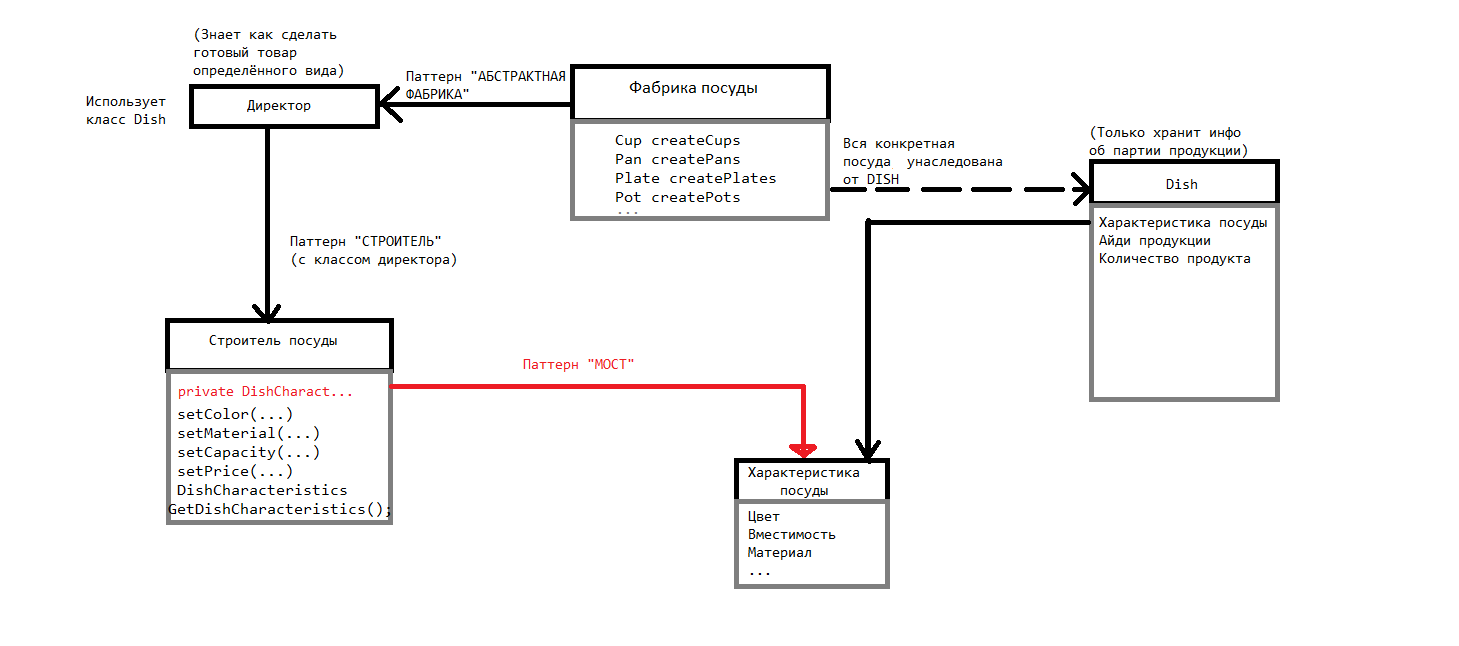 (Знает как сделать
готовый товар
определённого вида)
Использует
класс Dish
Директор
Паттерн "АБСТРАКТНАЯ
ФАБРИКА"
Фабрика посуды
Cup createCups
Pan createPans
Plate createPlates
Pot createPots
...
Вся конкретная
посуда унаследована
от DISH
(Только хранит инфо
об партии продукции)
Dish
Характеристика посуды
Айди продукции
Количество продукта
Паттерн "СТРОИТЕЛЬ"
(с классом директора)
Строитель посуды
private DishCharact...
setColor(...)
setMaterial(...)
setCapacity(...)
setPrice(...)
DishCharacteristics
GetDishCharacteristics();
Паттерн "МОСТ"
Характеристика
посуды
Цвет
Вместимость
Материал
...